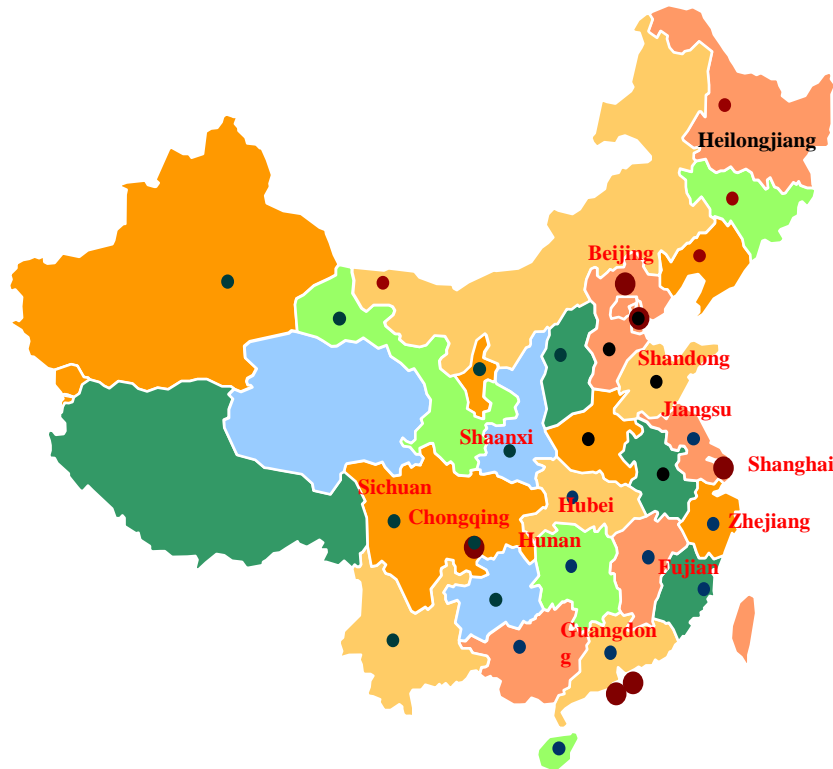 Heilongjiang
Beijing
Shandong
Jiangsu
Shaanxi
Shanghai
Sichuan
Hubei
Chongqing
Zhejiang
Hunan
Fujian
Guangdon
g